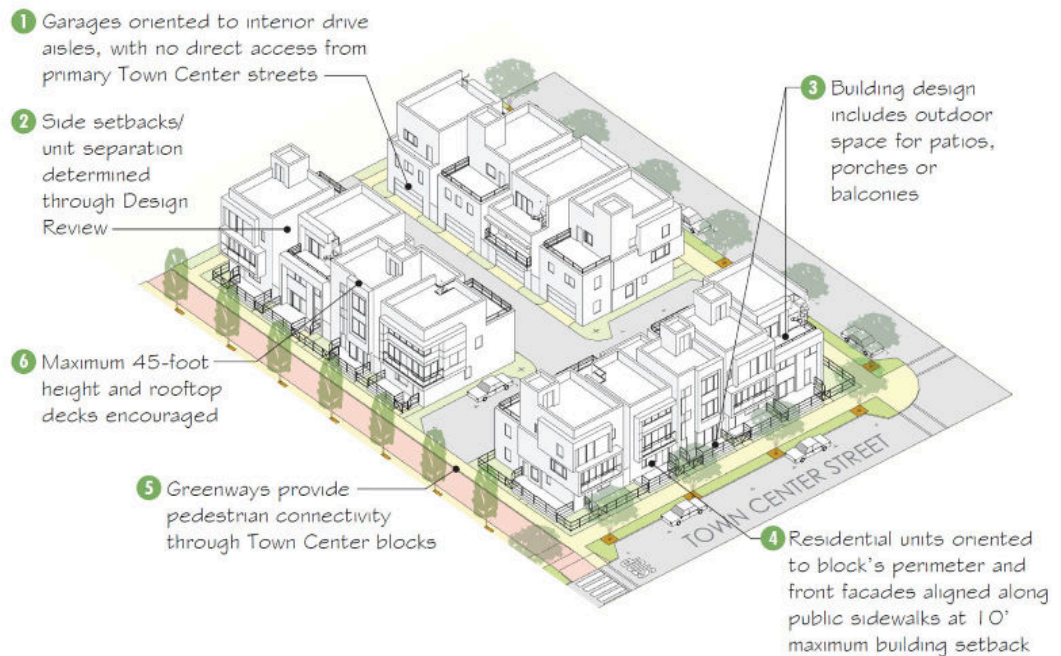 1 Garages oriented to interior drive
aisles, with no direct access from
primary Town Center streets
2 Side setbacks/
unit separation
determined
through Design
Review
3 Building design
includes outdoor
space for patios,
porches or
balconies
6 Maximum 45-foot
height and rooftop
decks encouraged
5 Greenways provide
pedestrian connectivity
through Town Center blocks
TOWN CENTER STREET
4 Residential units oriented
to block's perimeter and
front facades aligned along
public sidewalks at 10'
maximum building setback